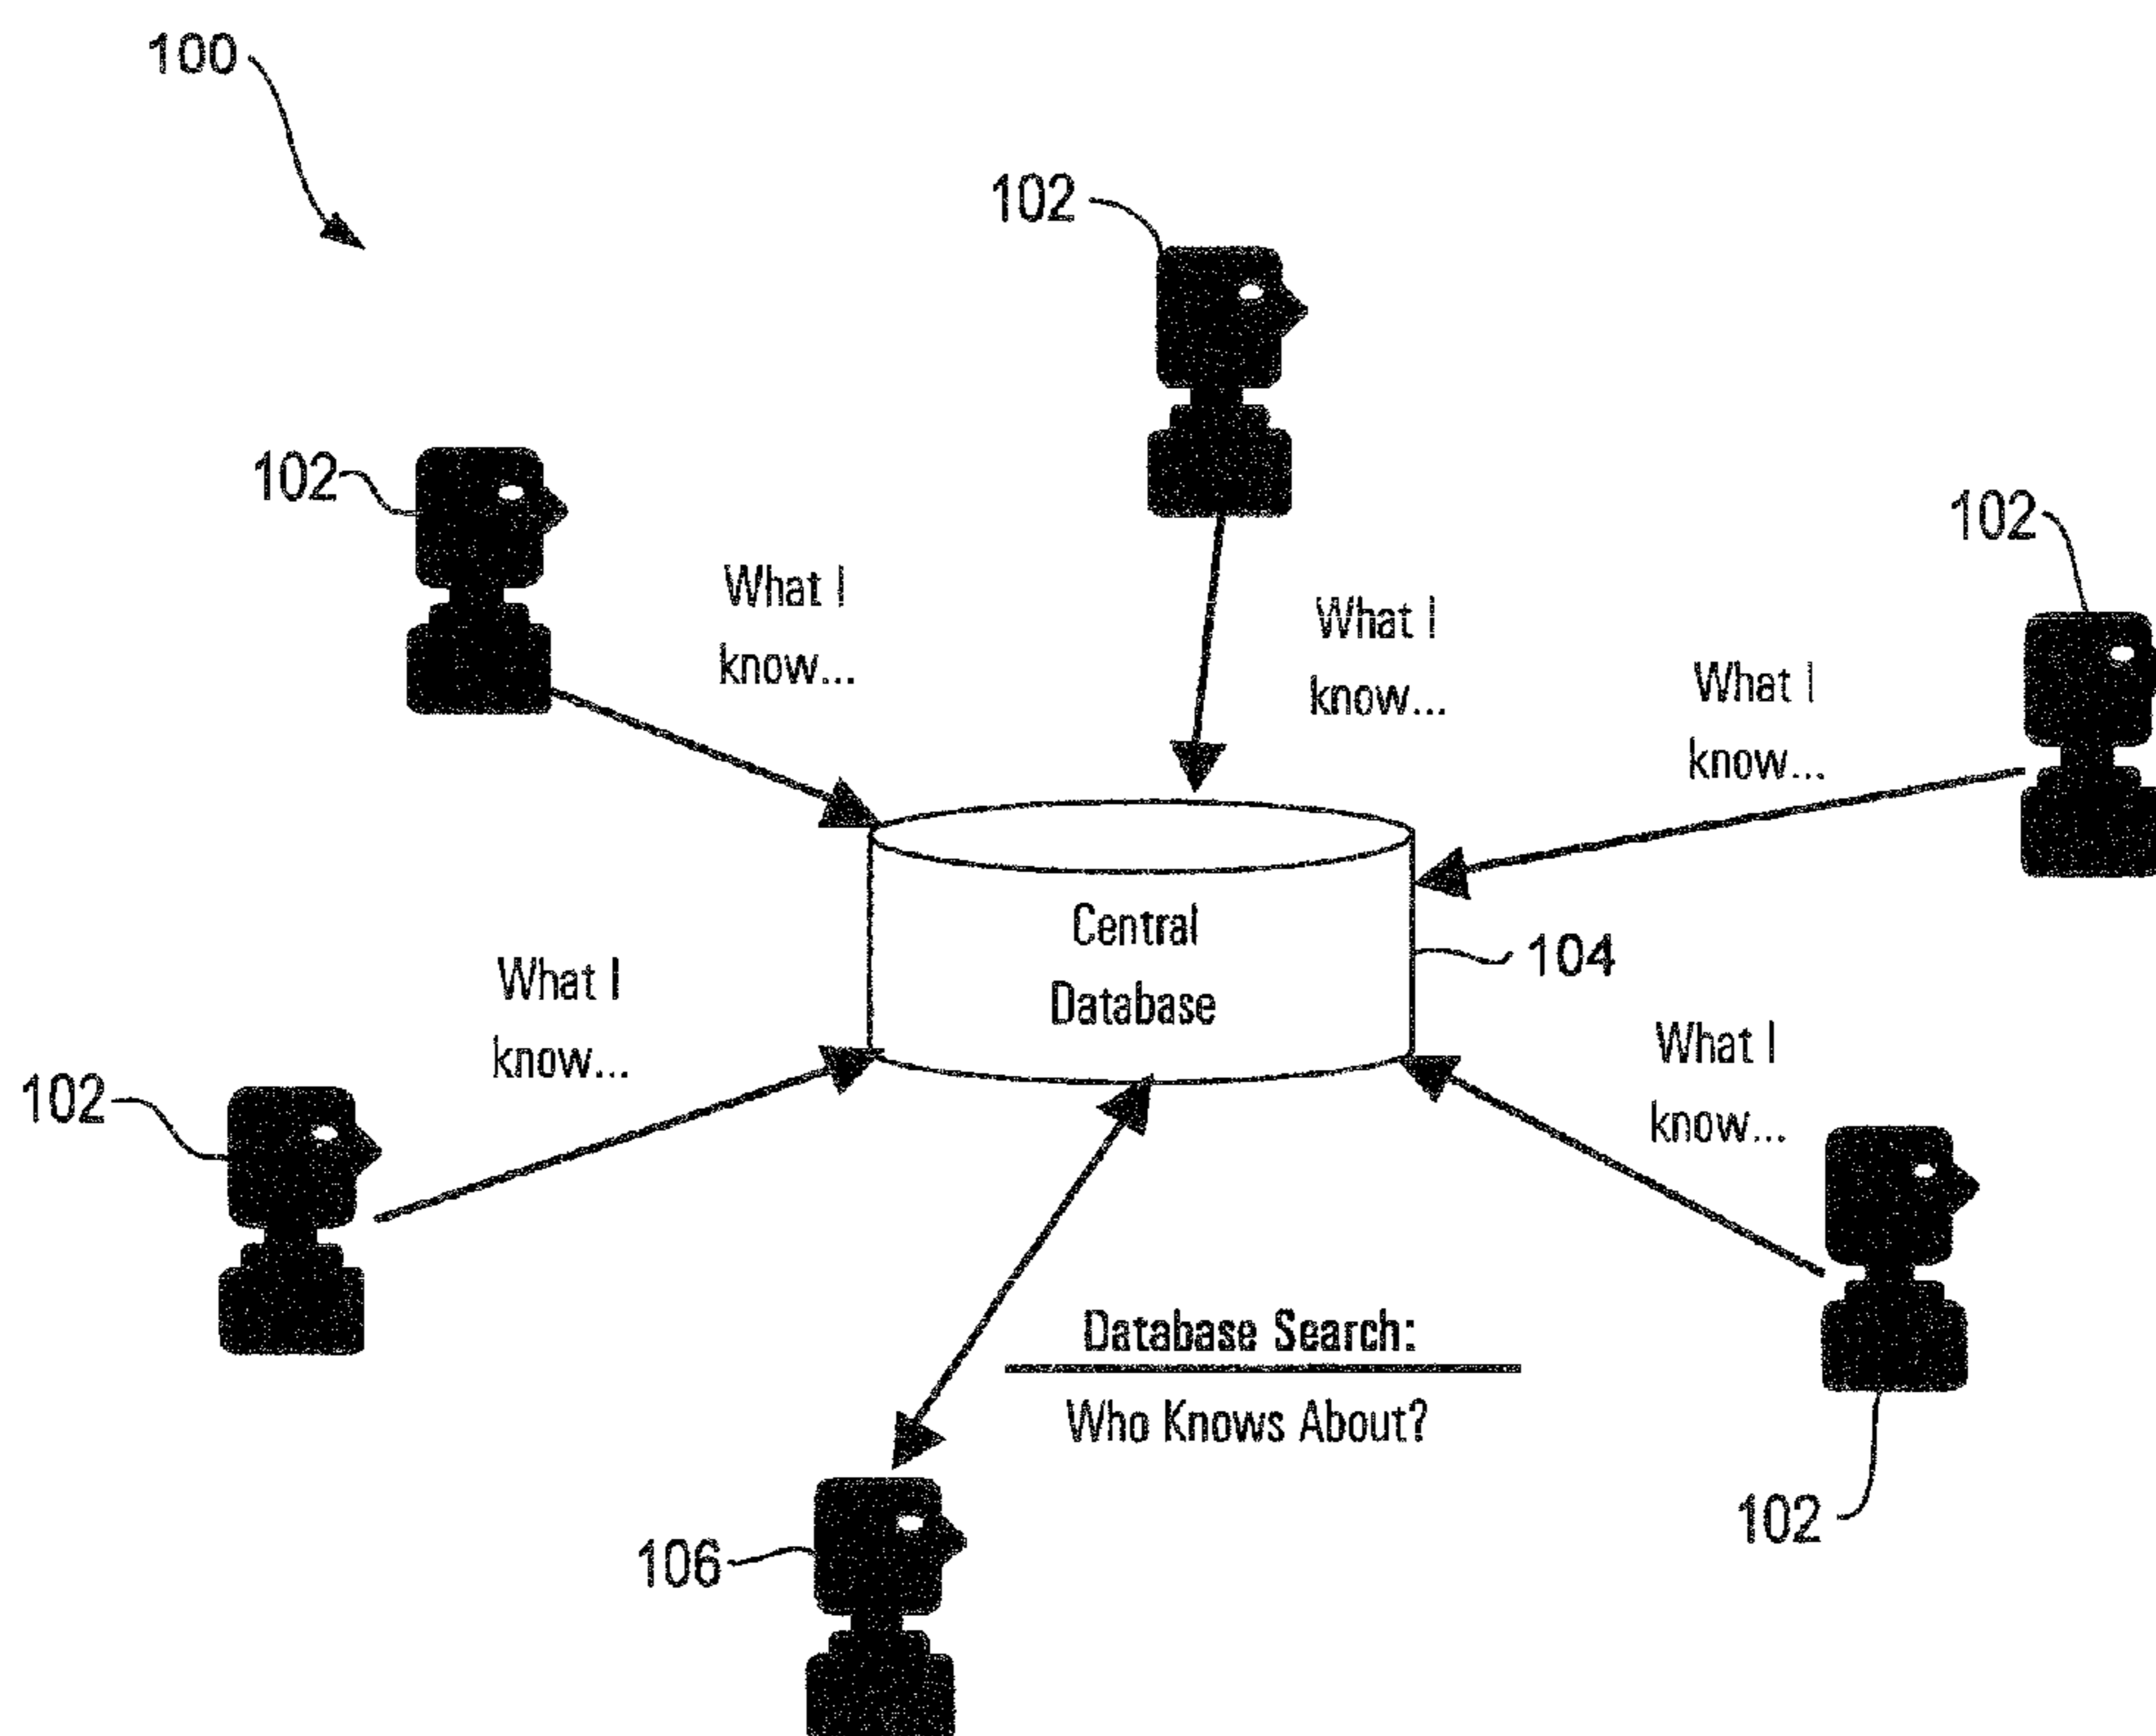 100
102
102
102
What I
know...
What I
know...
What I
know...
Central
Database
104
What I
know...
102
What I
know...
Database Search:
Who Knows About?
106
102